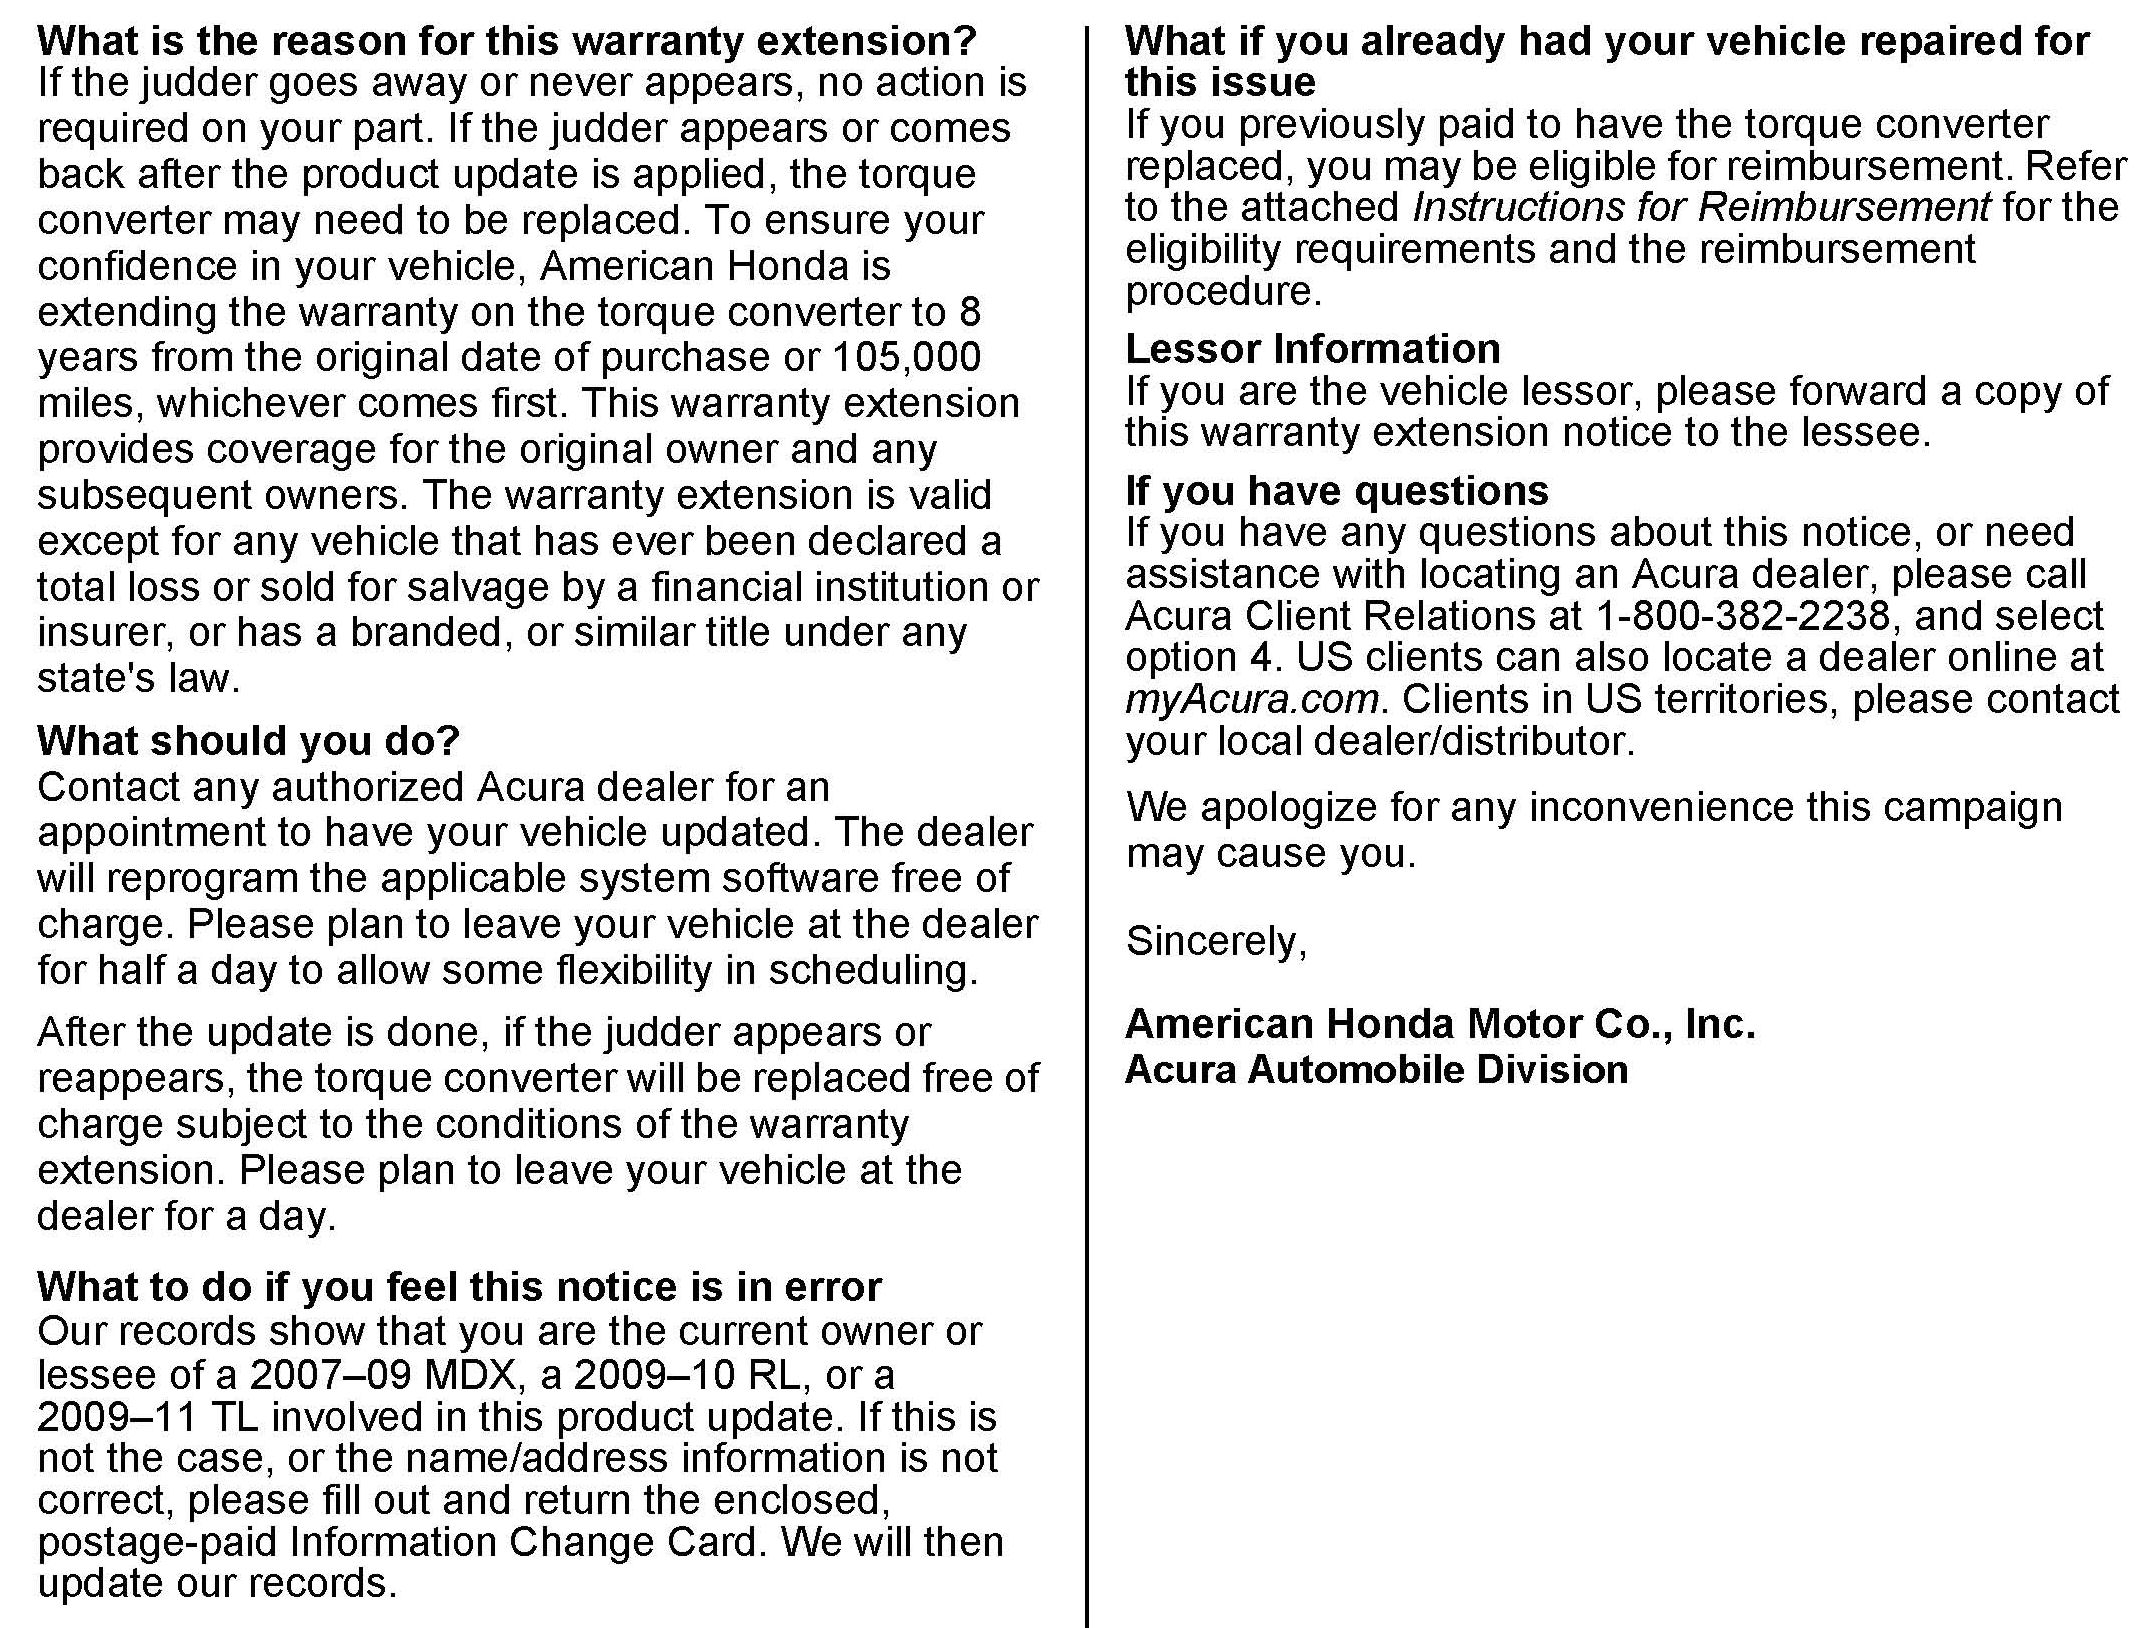 What is the reason for this warranty extension?
If the judder goes away or never appears, no action is
required on your part. If the judder appears or comes
back after the product update is applied, the torque
converter may need to be replaced. To ensure your
confidence in your vehicle, American Honda is
extending the warranty on the torque converter to 8
years from the original date of purchase or 105,000
miles, whichever comes first. This warranty extension
provides coverage for the original owner and any
subsequent owners. The warranty extension is valid
except for any vehicle that has ever been declared a
total loss or sold for salvage by a financial institution or
insurer, or has a branded, or similar title under any
state's law.
What should you do?
Contact any authorized Acura dealer for an
appointment to have your vehicle updated. The dealer
will reprogram the applicable system software free of
charge. Please plan to leave your vehicle at the dealer
for half a day to allow some flexibility in scheduling.
After the update is done, if the judder appears or
reappears, the torque converter will be replaced free of
charge subject to the conditions of the warranty
extension. Please plan to leave your vehicle at the
dealer for a day.
What to do if you feel this notice is in error
Our records show that you are the current owner or
lessee of a 2007–09 MDX, a 2009–10 RL, or a
2009–11 TL involved in this product update. If this is
not the case, or the name/address information is not
correct, please fill out and return the enclosed,
postage-paid Information Change Card. We will then
update our records.
What if you already had your vehicle repaired for
this issue
If you previously paid to have the torque converter
replaced, you may be eligible for reimbursement. Refer
to the attached Instructions for Reimbursement for the
eligibility requirements and the reimbursement
procedure.
Lessor Information
If you are the vehicle lessor, please forward a copy of
this warranty extension notice to the lessee.
If you have questions
If you have any questions about this notice, or need
assistance with locating an Acura dealer, please call
Acura Client Relations at 1-800-382-2238, and select
option 4. US clients can also locate a dealer online at
myAcura.com. Clients in US territories, please contact
your local dealer/distributor.
We apologize for any inconvenience this campaign
may cause you.
Sincerely,
American Honda Motor Co., Inc.
Acura Automobile Division